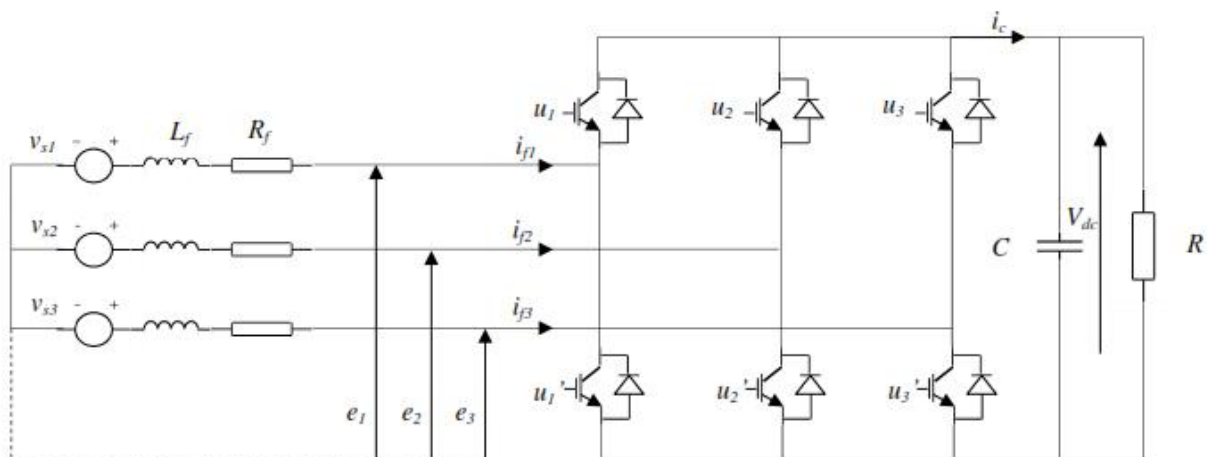 i_c
u_1 u_2 u_3
L_f R_f
v_s1 - + i_f1
v_s2 - + i_f2
V_dc
C R
v_s3 - + i_f3
u_1' u_2' u_3'
e_1 e_2 e_3